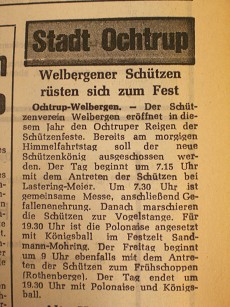 Stadt Ochtrup
Welbergener Schützen
rüsten sich zum Fest
Ochtrup-Welbergen. – Der Schüt-
zenverein Welbergen eröffnet in die-
sem Jahr den Ochtruper Reigen der
Schützenfeste. Bereits am morgigen
Himmelfahrtstag soll der neue
Schützenkönig ausgeschossen wer-
den. Der Tag beginnt um 7.15 Uhr
mit dem Antreten der Schützen bei
Lastering-Meier. Um 7.30 Uhr ist
gemeinsame Messe, anschließend Ge-
fallenenehrung. Danach marschieren
die Schützen zur Vogelstange. Für
19.30 Uhr ist die Polonaise angesetzt
mit Königsball im Festzelt Sand-
mann-Mohring. Der Freitag beginnt
um 9 Uhr ebenfalls mit dem Antre-
ten der Schützen zum Frühschoppen
(Rothenberge). Der Tag endet um
19.30 Uhr mit Polonaise und Königs-
ball.